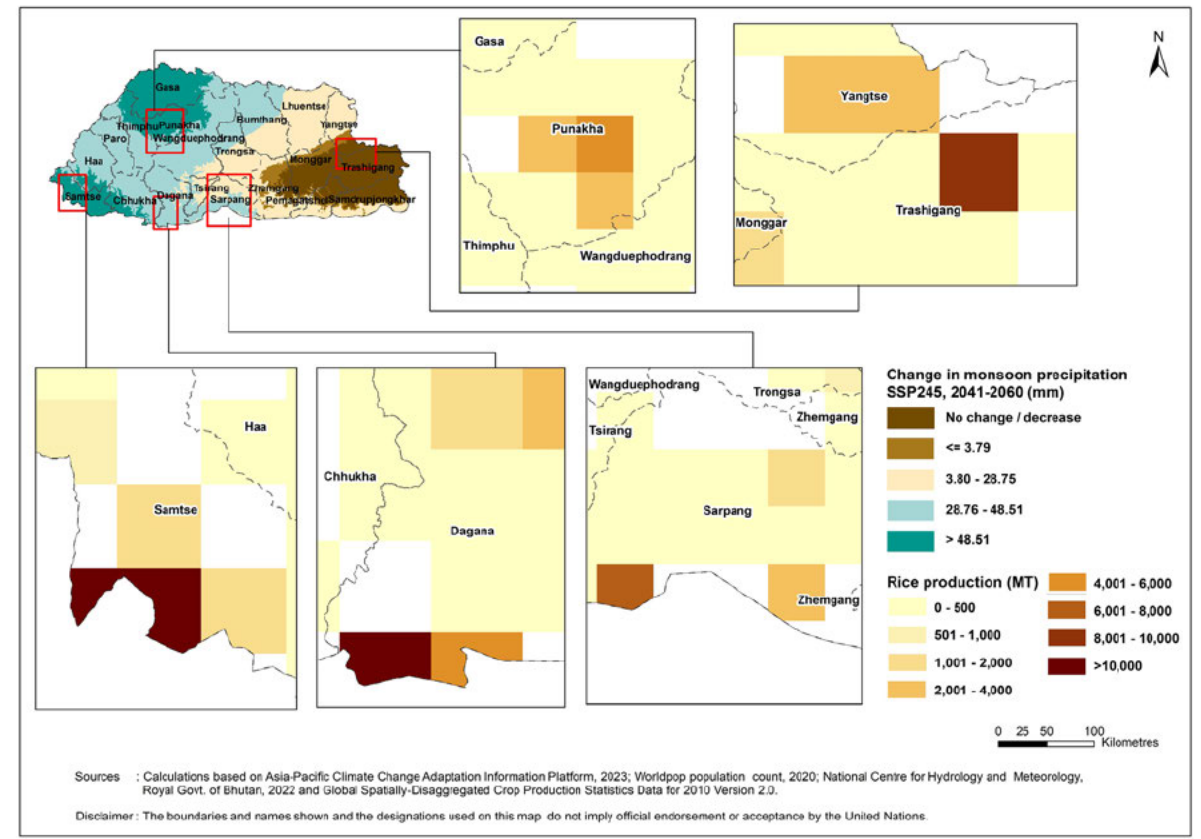 Gasa
Lhuentse
Bumthang
Thimphu
Punakha
Yangtse
Paro
Wangduephodrang
Trongsa
Haa
Monggar
Trashigang
Samtse
Chhukha
Dagana
Tsirang
Zhemgang
Sarpang
Pemagatshel
Samdrupjongkhar
Gasa
Punakha
Thimphu
Wangduephodrang
Yangtse
Trashigang
Monggar
N
Haa
Samtse
Chhukha
Dagana
Wangduephodrang
Trongsa
Zhemgang
Tsirang
Sarpang
Zhemgang
Change in monsoon precipitation
SSP245, 2041-2060 (mm)
No change / decrease
<= 3.79
3.80 - 28.75
28.76 - 48.51
> 48.51
Rice production (MT)
0 - 500
501 - 1,000
1,001 - 2,000
2,001 - 4,000
4,001 - 6,000
6,001 - 8,000
8,001 - 10,000
>10,000
0 25 50 100
Kilometres
Sources : Calculations based on Asia-Pacific Climate Change Adaptation Information Platform, 2023; Worldpop population count, 2020; National Centre for Hydrology and Meteorology,
Royal Govt. of Bhutan, 2022 and Global Spatially-Disaggregated Crop Production Statistics Data for 2010 Version 2.0.
Disclaimer : The boundaries and names shown and the designations used on this map do not imply official endorsement or acceptance by the United Nations.